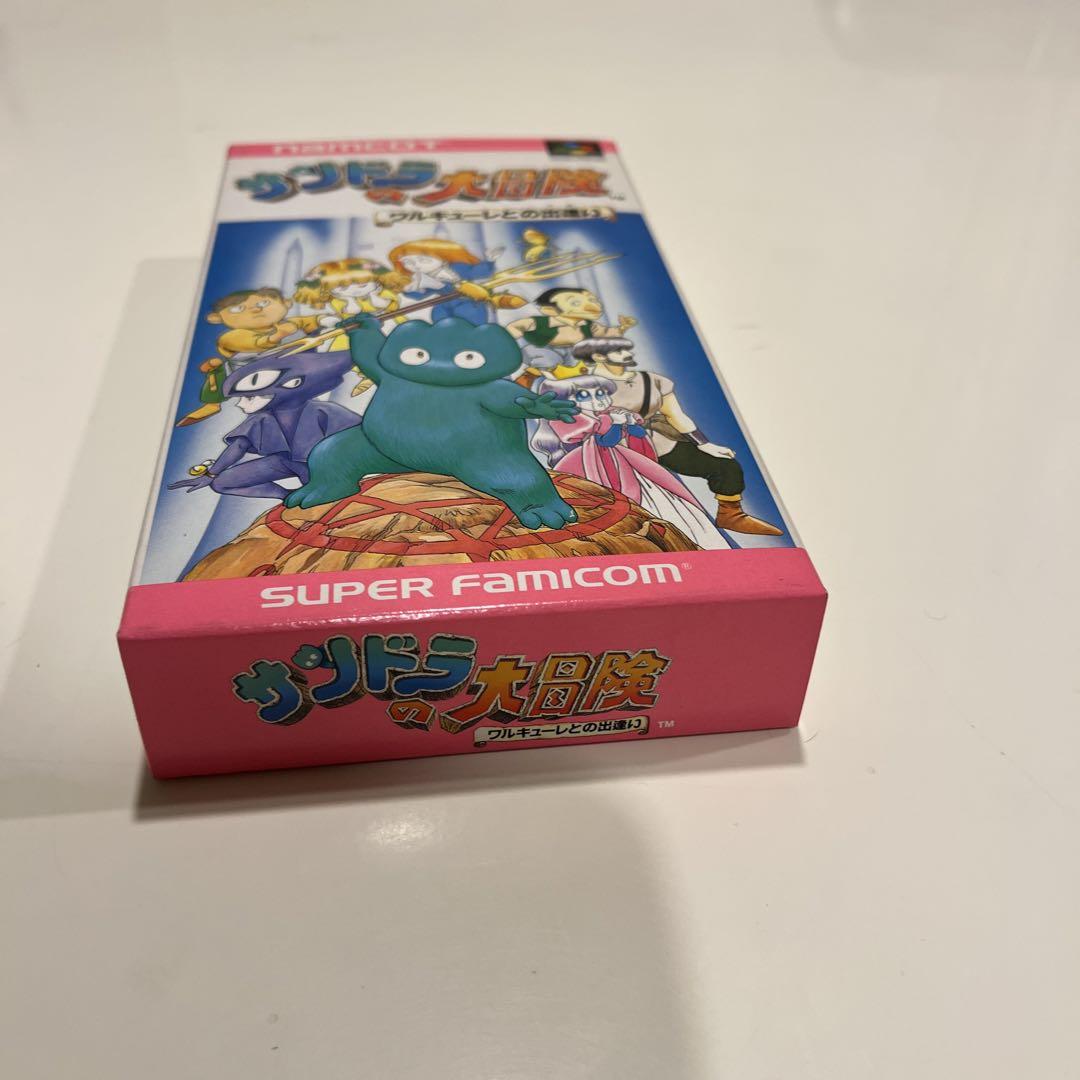 namcot
サンドラの大冒険 TM
ワルキューレとの出逢い
SUPER FAMICOM®
サンドラの大冒険
ワルキューレとの出逢い TM